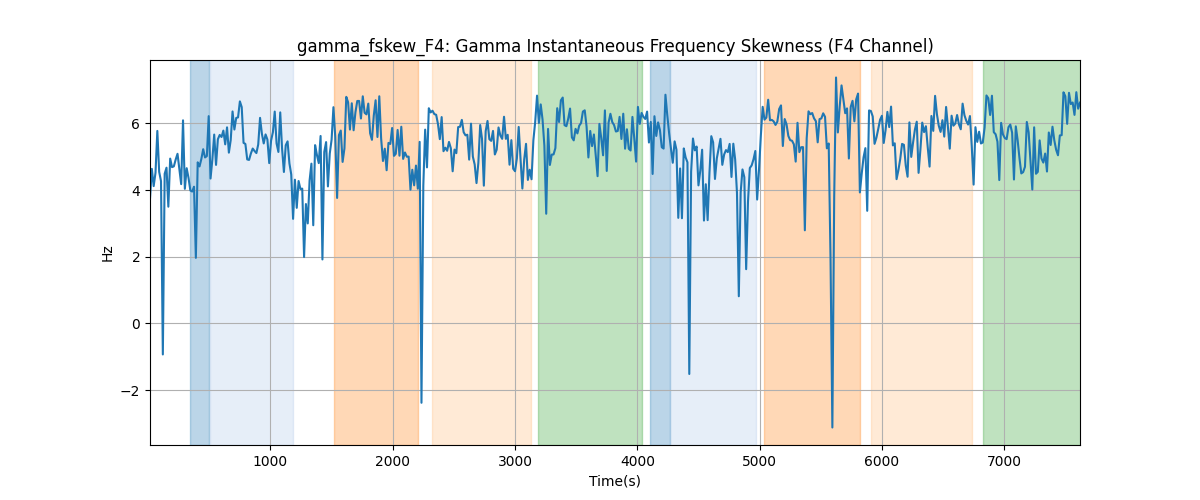 gamma_fskew_F4: Gamma Instantaneous Frequency Skewness (F4 Channel)
Hz
6
4
2
0
−2
1000 2000 3000 4000 5000 6000 7000
Time(s)